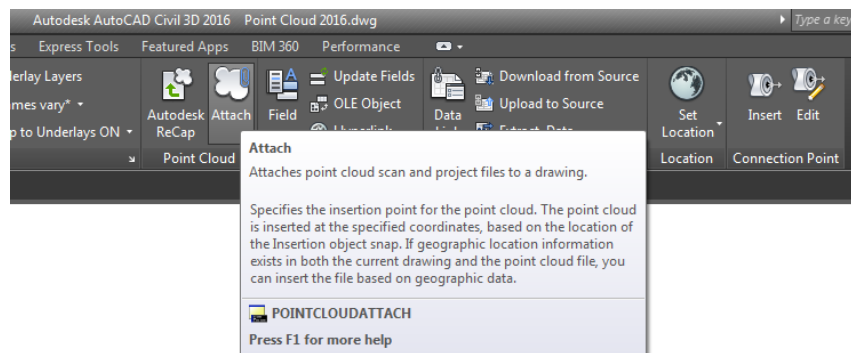 Autodesk AutoCAD Civil 3D 2016 Point Cloud 2016.dwg
Type a key
Express Tools Featured Apps BIM 360 Performance
erlay Layers
mes vary*
to Underlays ON
Autodesk ReCap
Attach
Point Cloud
Field
Update Fields
OLE Object
Hyperlink
Data
Download from Source
Upload to Source
Extract Data
Set Location
Location
Insert Edit
Connection Point
Attach
Attaches point cloud scan and project files to a drawing.
Specifies the insertion point for the point cloud. The point cloud
is inserted at the specified coordinates, based on the location of
the Insertion object snap. If geographic location information
exists in both the current drawing and the point cloud file, you
can insert the file based on geographic data.
POINTCLOUDATTACH
Press F1 for more help